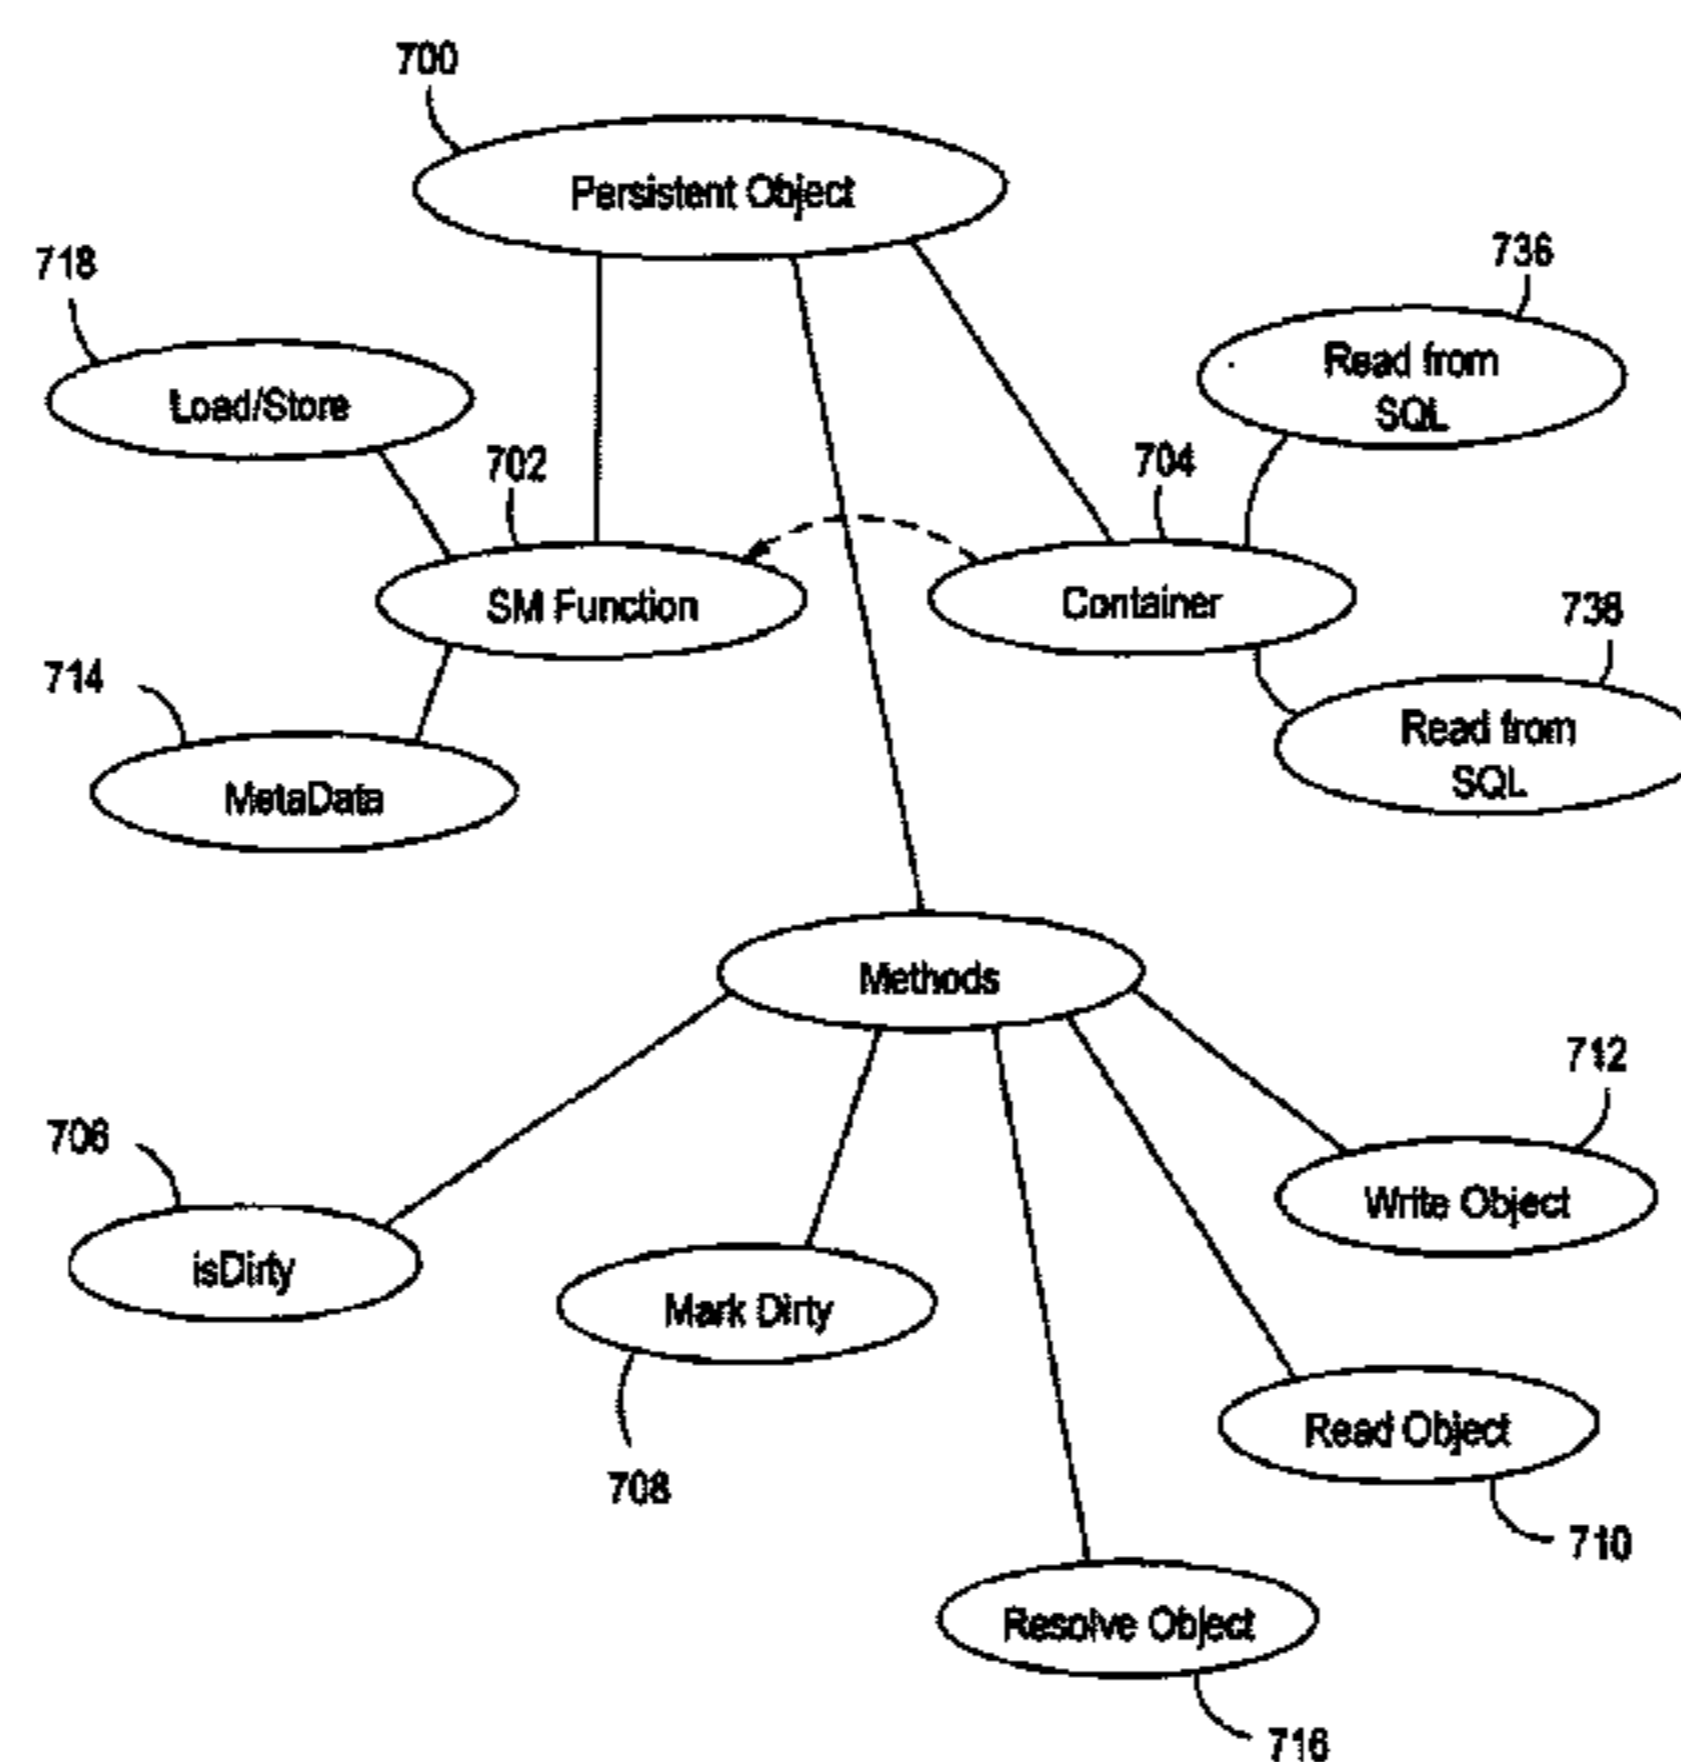 700
Persistent Object
718
736
Load/Store
Read from
SQL
702
704
SM Function
Container
738
714
MetaData
Read from
SQL
Methods
712
706
Write Object
isDirty
Mark Dirty
Read Object
708
710
Resolve Object
716